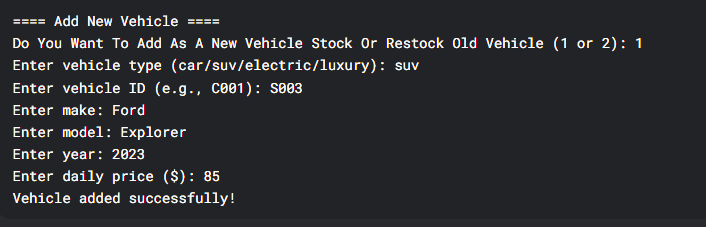 ==== Add New Vehicle ====
Do You Want To Add As A New Vehicle Stock Or Restock Old Vehicle (1 or 2): 1
Enter vehicle type (car/suv/electric/luxury): suv
Enter vehicle ID (e.g., C001): S003
Enter make: Ford
Enter model: Explorer
Enter year: 2023
Enter daily price ($): 85
Vehicle added successfully!